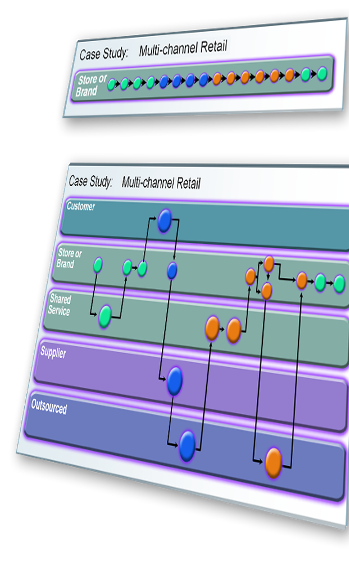 Case Study: Multi-channel Retail
Store or
Brand
Case Study: Multi-channel Retail
Customer
Store or
Brand
Shared
Service
Supplier
Outsourced